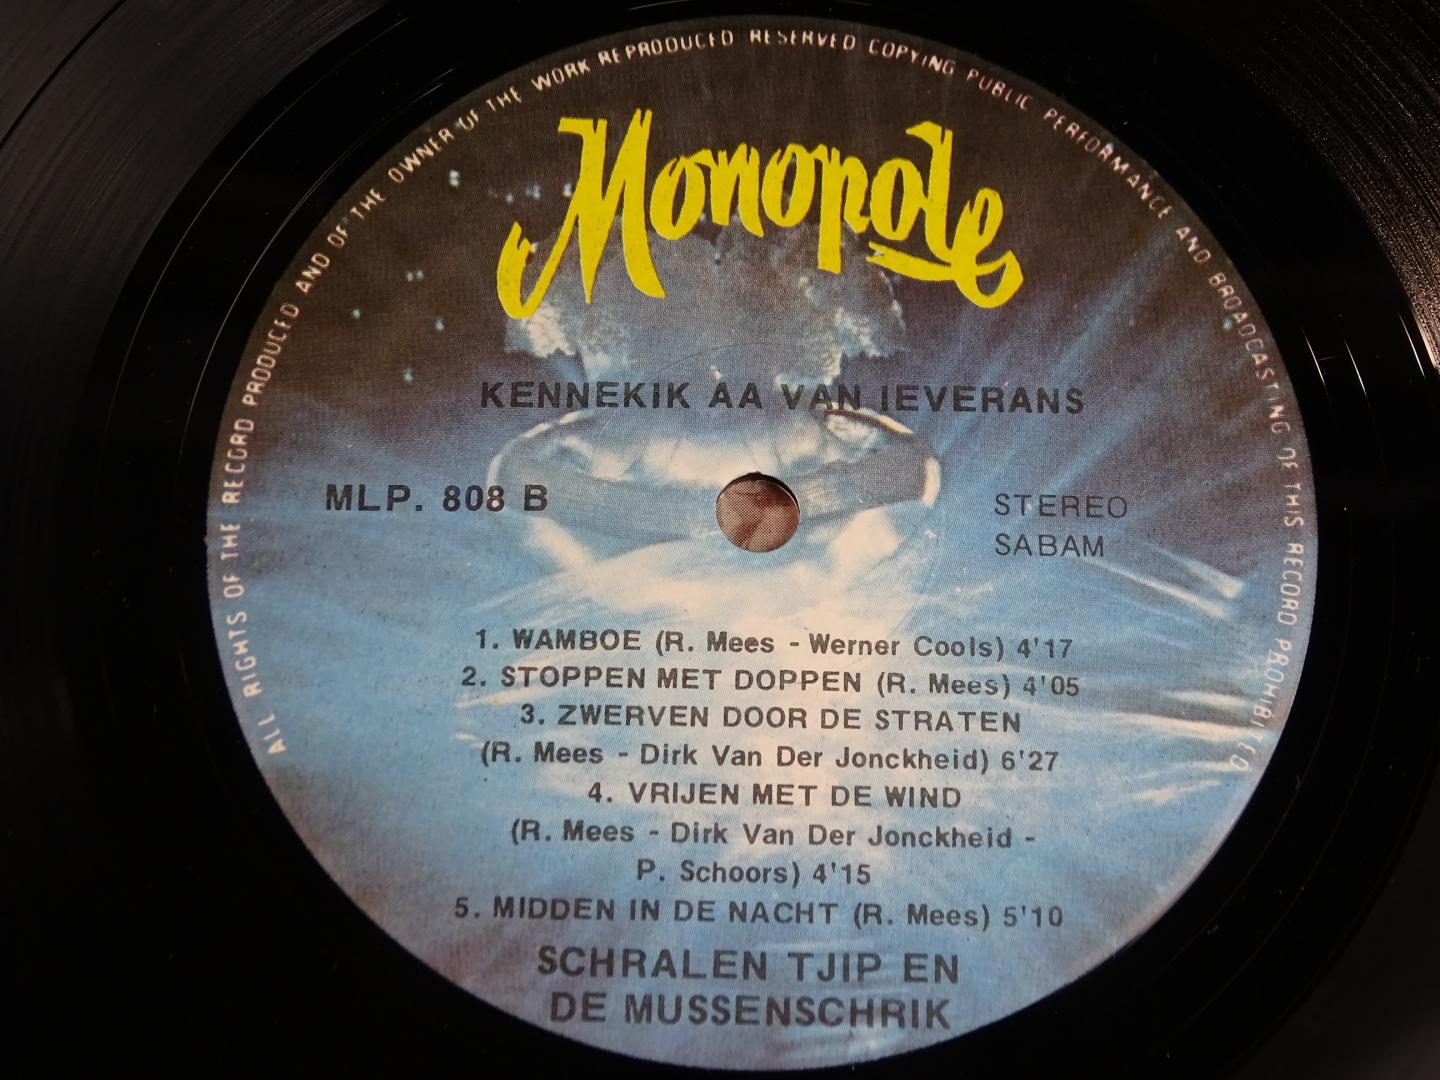 ALL RIGHTS OF THE RECORD PRODUCED AND OF THE OWNER OF THE WORK REPRODUCED RESERVED COPYING PUBLIC PERFORMANCE AND BROADCASTING OF THIS RECORD PROHIBITED
Monopole
KENNEKIK AA VAN IEVERANS
MLP. 808 B
STEREO
SABAM
1. WAMBOE (R. Mees - Werner Cools) 4'17
2. STOPPEN MET DOPPEN (R. Mees) 4'05
3. ZWERVEN DOOR DE STRATEN
(R. Mees - Dirk Van Der Jonckheid) 6'27
4. VRIJEN MET DE WIND
(R. Mees - Dirk Van Der Jonckheid -
P. Schoors) 4'15
5. MIDDEN IN DE NACHT (R. Mees) 5'10
SCHRALEN TJIP EN
DE MUSSENSCHRIK